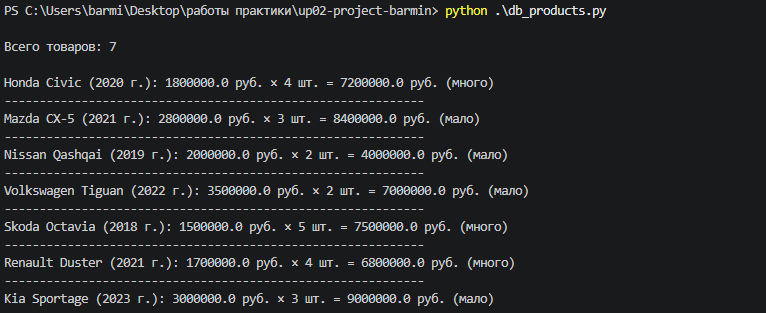 PS C:\Users\barmi\Desktop\работы практики\up02-project-barmin> python .\db_products.py
Всего товаров: 7
Honda Civic (2020 г.): 1800000.0 руб. × 4 шт. = 7200000.0 руб. (много)
------------------------------------------------------------
Mazda CX-5 (2021 г.): 2800000.0 руб. × 3 шт. = 8400000.0 руб. (мало)
------------------------------------------------------------
Nissan Qashqai (2019 г.): 2000000.0 руб. × 2 шт. = 4000000.0 руб. (мало)
------------------------------------------------------------
Volkswagen Tiguan (2022 г.): 3500000.0 руб. × 2 шт. = 7000000.0 руб. (мало)
------------------------------------------------------------
Skoda Octavia (2018 г.): 1500000.0 руб. × 5 шт. = 7500000.0 руб. (много)
------------------------------------------------------------
Renault Duster (2021 г.): 1700000.0 руб. × 4 шт. = 6800000.0 руб. (много)
------------------------------------------------------------
Kia Sportage (2023 г.): 3000000.0 руб. × 3 шт. = 9000000.0 руб. (мало)